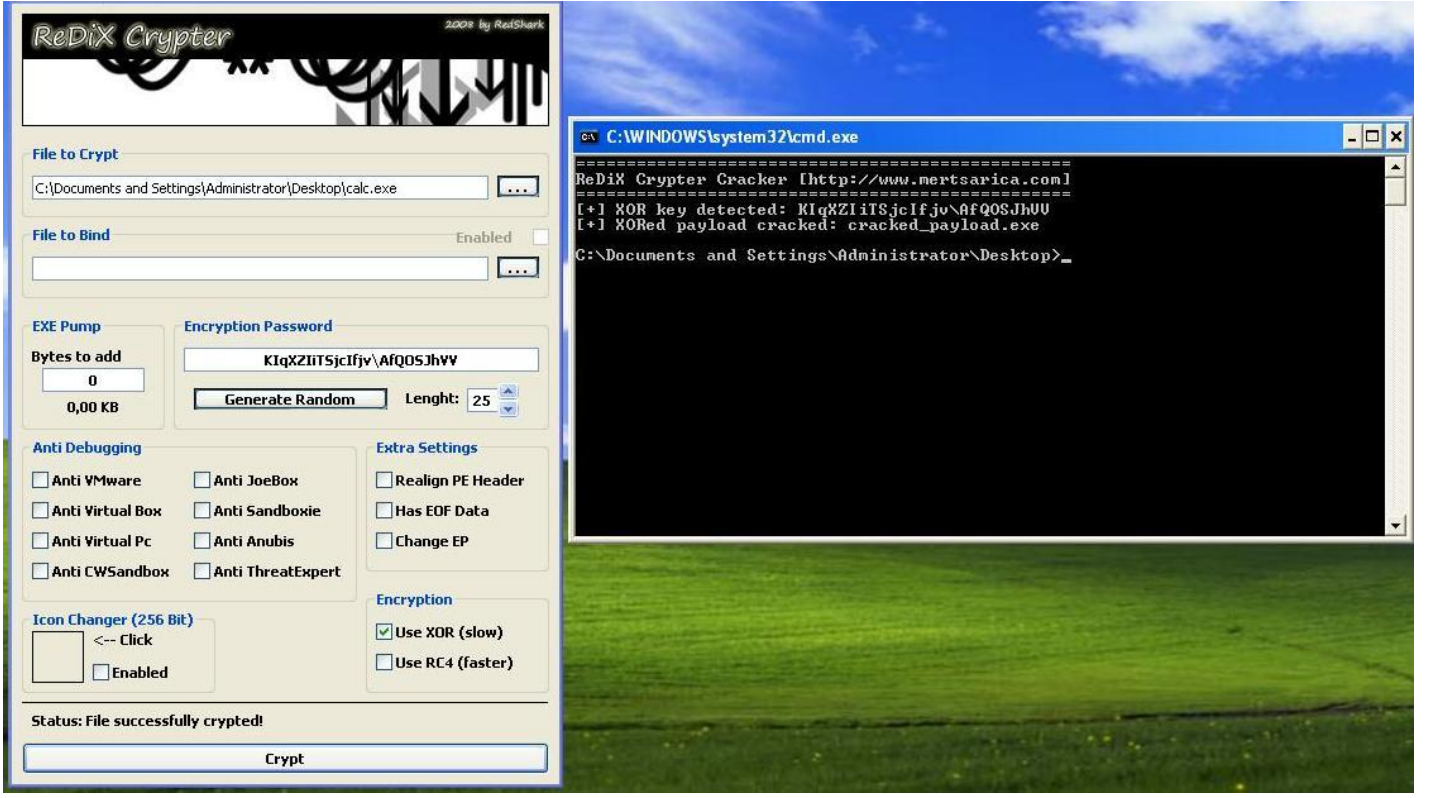 ReDiX Crypter
2008 by RedShark
File to Crypt
C:\Documents and Settings\Administrator\Desktop\calc.exe
...
File to Bind
Enabled
...
EXE Pump
Bytes to add
0
0,00 KB
Encryption Password
KIqXZIiTSjcIfjv\AfQOSJhVV
Generate Random
Lenght: 25
Anti Debugging
Anti VMware
Anti JoeBox
Anti Virtual Box
Anti Sandboxie
Anti Virtual Pc
Anti Anubis
Anti CWSandbox
Anti ThreatExpert
Extra Settings
Realign PE Header
Has EOF Data
Change EP
Icon Changer (256 Bit)
<-- Click
Enabled
Encryption
Use XOR (slow)
Use RC4 (faster)
Status: File successfully crypted!
Crypt
C:\WINDOWS\system32\cmd.exe
==================================================
ReDiX Crypter Cracker [http://www.mertsarica.com]
==================================================
[+] XOR key detected: KIqXZIiTSjcIfjv\AfQOSJhVV
[+] XORed payload cracked: cracked_payload.exe
C:\Documents and Settings\Administrator\Desktop>_